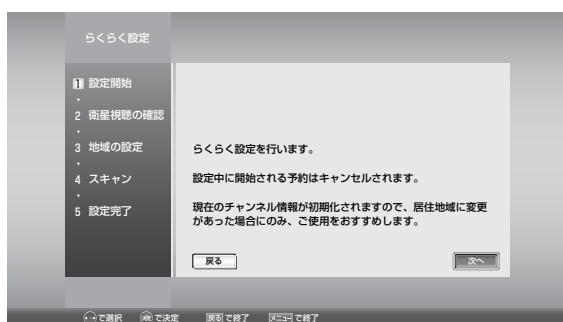 らくらく設定
1 設定開始
2 衛星視聴の確認
3 地域の設定
4 スキャン
5 設定完了
らくらく設定を行います。
設定中に開始される予約はキャンセルされます。
現在のチャンネル情報が初期化されますので、居住地域に変更
があった場合にのみ、ご使用をおすすめします。
戻る 次へ
で選択 決定 で決定 戻る で終了 メニュー で終了